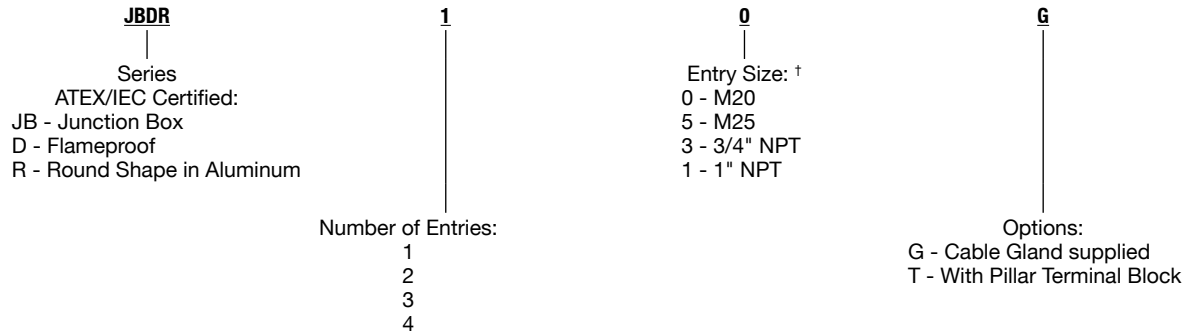 JBDR 1 0 G
Series
ATEX/IEC Certified:
JB - Junction Box
D - Flameproof
R - Round Shape in Aluminum
Number of Entries:
1
2
3
4
Entry Size: †
0 - M20
5 - M25
3 - 3/4" NPT
1 - 1" NPT
Options:
G - Cable Gland supplied
T - With Pillar Terminal Block